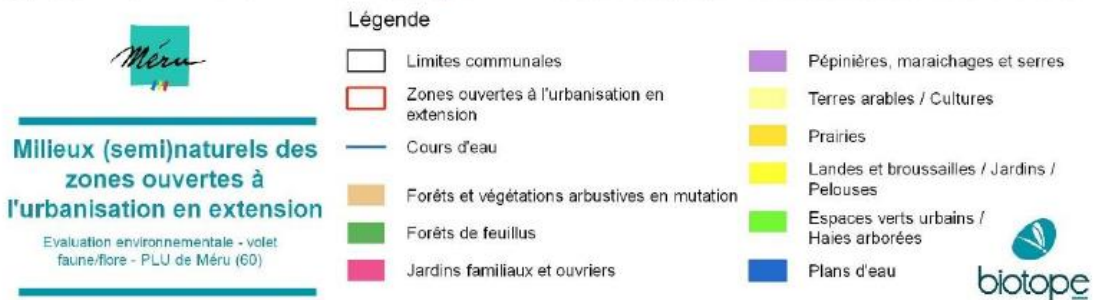 Méru
Milieux (semi)naturels des
zones ouvertes à
l'urbanisation en extension
Evaluation environnementale - volet
faune/flore - PLU de Méru (60)
Légende
Limites communales
Zones ouvertes à l'urbanisation en
extension
Cours d'eau
Forêts et végétations arbustives en mutation
Forêts de feuillus
Jardins familiaux et ouvriers
Pépinières, maraichages et serres
Terres arables / Cultures
Prairies
Landes et broussailles / Jardins /
Pelouses
Espaces verts urbains /
Haies arborées
Plans d'eau
biotope